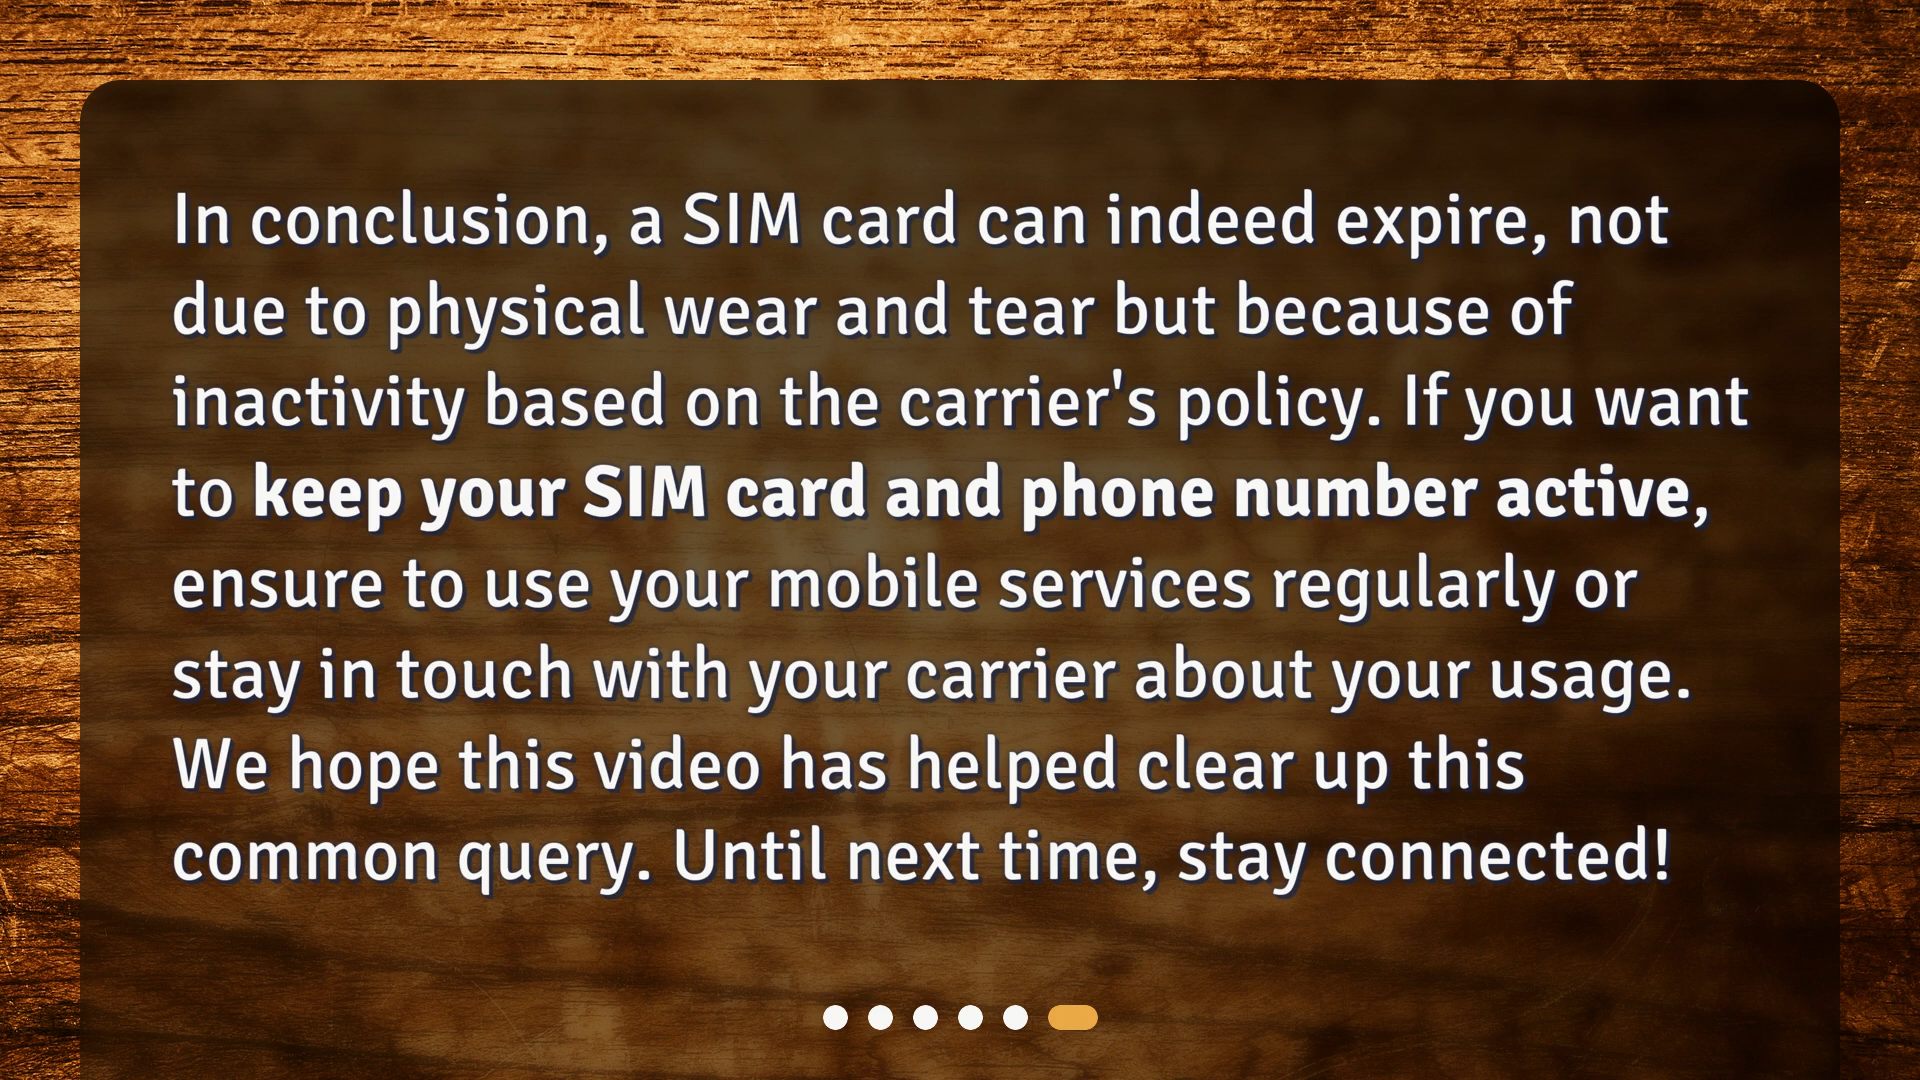 In conclusion, a SIM card can indeed expire, not
due to physical wear and tear but because of
inactivity based on the carrier's policy. If you want
to keep your SIM card and phone number active,
ensure to use your mobile services regularly or
stay in touch with your carrier about your usage.
We hope this video has helped clear up this
common query. Until next time, stay connected!